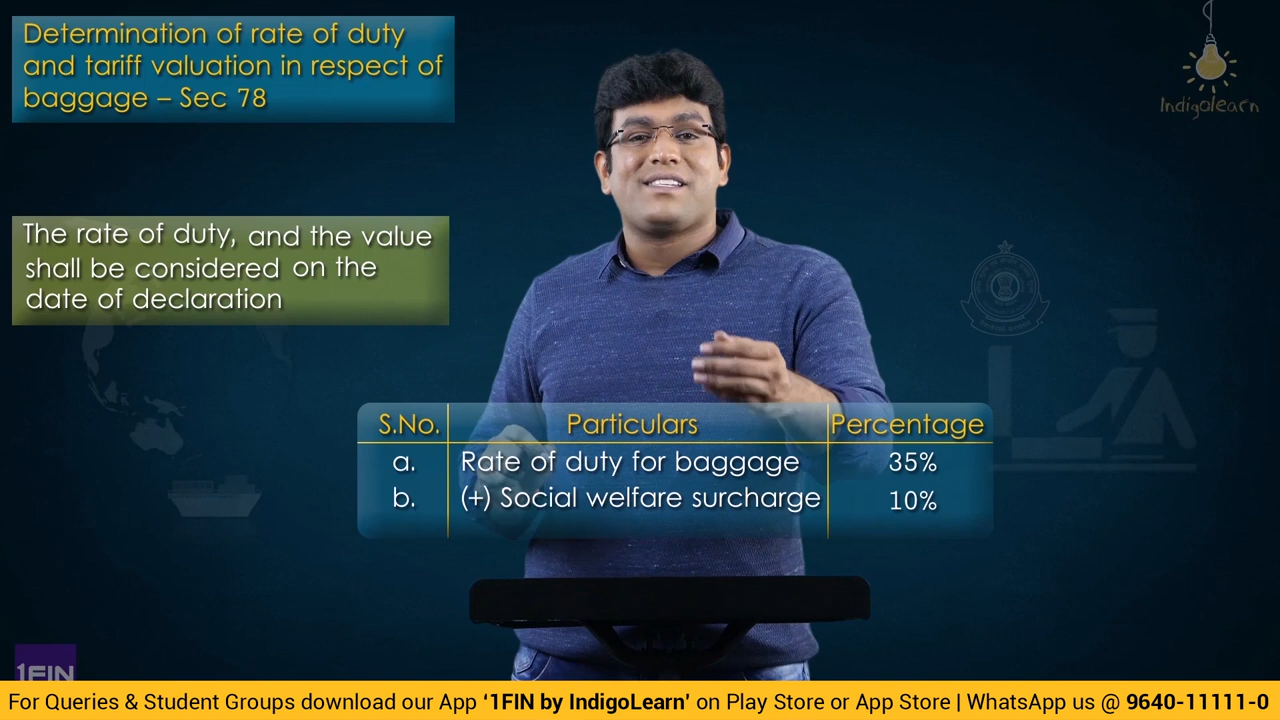 Determination of rate of duty
and tariff valuation in respect of
baggage – Sec 78
Indigolearn
The rate of duty, and the value
shall be considered on the
date of declaration
S.No. Particulars Percentage
a. Rate of duty for baggage 35%
b. (+) Social welfare surcharge 10%
1FIN
For Queries & Student Groups download our App ‘1FIN by IndigoLearn’ on Play Store or App Store | WhatsApp us @ 9640-11111-0